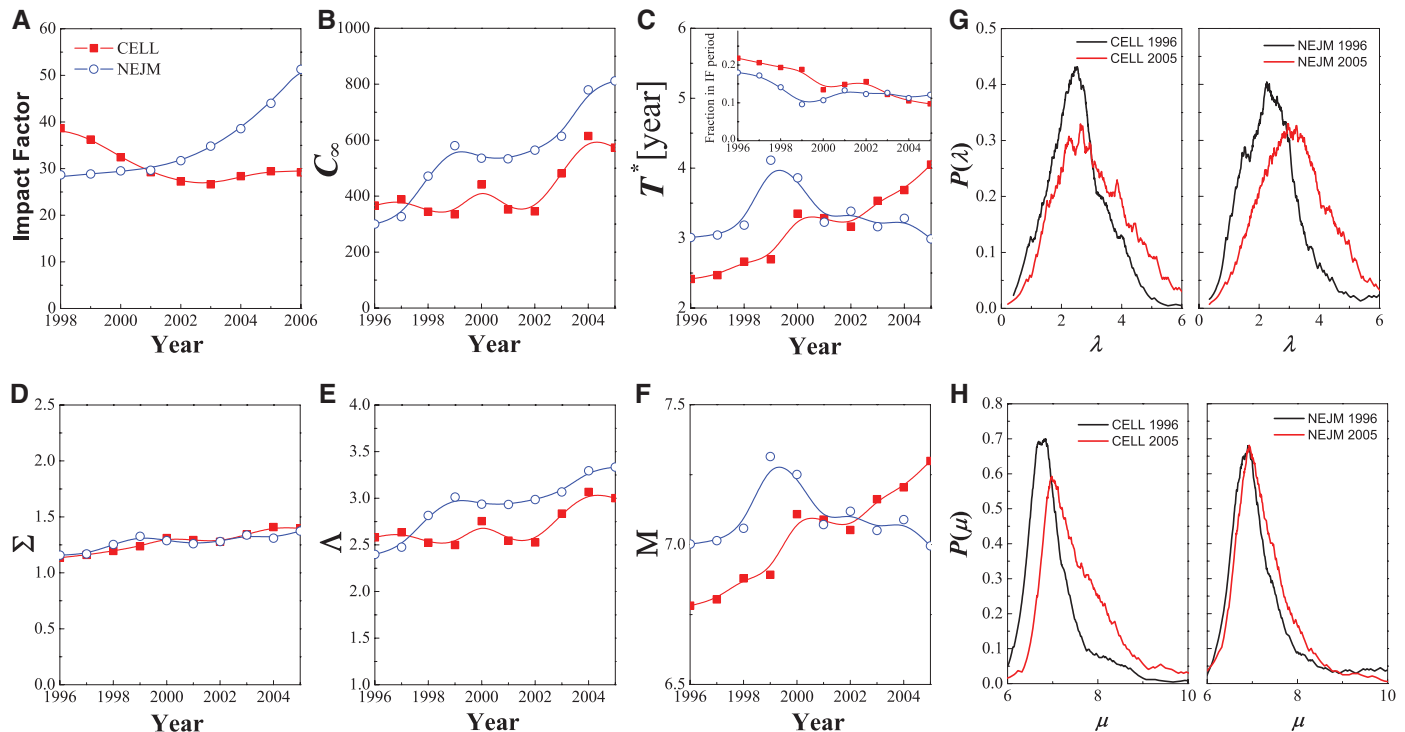 A
Impact Factor
60
50
40
30
20
10
0
CELL
NEJM
1998 2000 2002 2004 2006
Year
B
C∞
1000
800
600
400
200
0
1996 1998 2000 2002 2004
Year
C
T* [year]
6
5
4
3
2
Fraction in IF period
0.2
0.1
1996 1998 2000 2002 2004
1996 1998 2000 2002 2004
Year
G
P(λ)
0.5
0.4
0.3
0.2
0.1
0.0
CELL 1996
CELL 2005
0 2 4 6
λ
NEJM 1996
NEJM 2005
0 2 4 6
λ
D
Σ
2.5
2.0
1.5
1.0
0.5
0.0
1996 1998 2000 2002 2004
Year
E
Λ
4.0
3.5
3.0
2.5
2.0
1.5
1.0
1996 1998 2000 2002 2004
Year
F
M
7.5
7.0
6.5
1996 1998 2000 2002 2004
Year
H
P(μ)
0.8
0.7
0.6
0.5
0.4
0.3
0.2
0.1
0.0
CELL 1996
CELL 2005
6 8 10
μ
NEJM 1996
NEJM 2005
6 8 10
μ